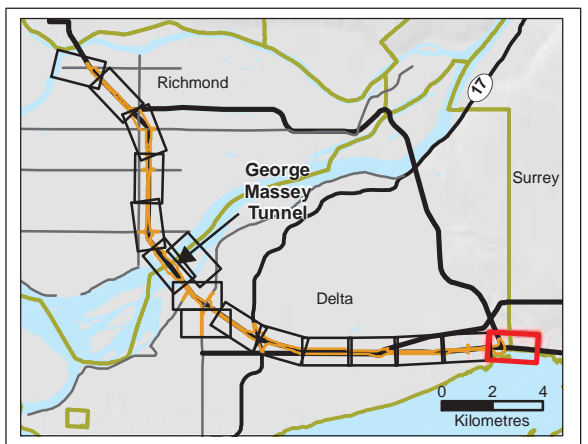 Richmond
17
George
Massey
Tunnel
Surrey
Delta
0 2 4
Kilometres